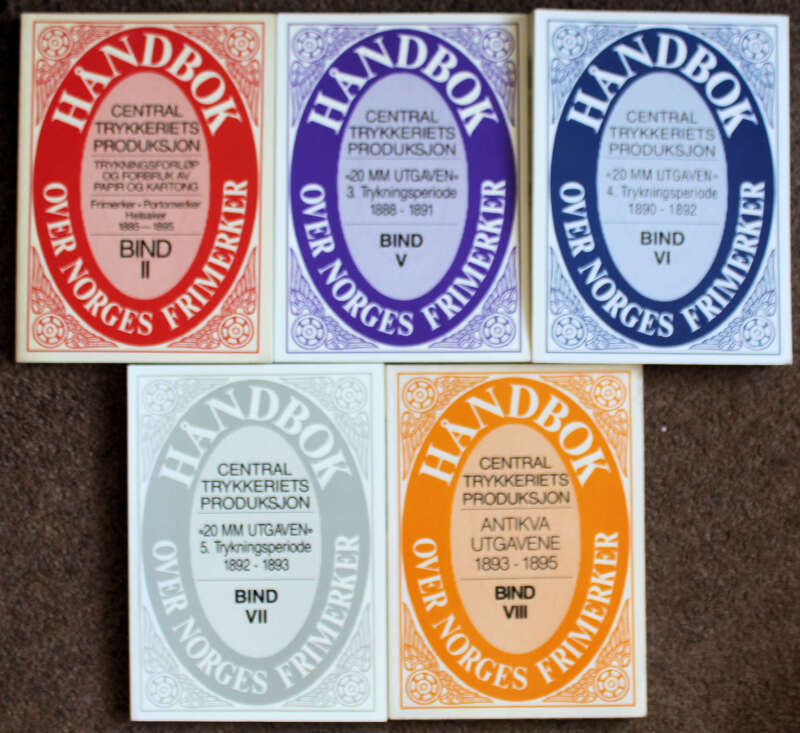 HÅNDBOK
CENTRAL
TRYKKERIETS
PRODUKSJON
TRYKNINGSFORLØP
OG FORBRUK AV
PAPIR OG KARTONG
Frimerker • Portomerker
Helsaker
1885—1895
BIND
II
OVER NORGES FRIMERKER
HÅNDBOK
CENTRAL
TRYKKERIETS
PRODUKSJON
«20 MM UTGAVEN»
3. Trykningsperiode
1888 - 1891
BIND
V
OVER NORGES FRIMERKER
HÅNDBOK
CENTRAL
TRYKKERIETS
PRODUKSJON
«20 MM UTGAVEN»
4. Trykningsperiode
1890 - 1892
BIND
VI
OVER NORGES FRIMERKER
HÅNDBOK
CENTRAL
TRYKKERIETS
PRODUKSJON
«20 MM UTGAVEN»
5. Trykningsperiode
1892 - 1893
BIND
VII
OVER NORGES FRIMERKER
HÅNDBOK
CENTRAL
TRYKKERIETS
PRODUKSJON
ANTIKVA
UTGAVENE
1893 - 1895
BIND
VIII
OVER NORGES FRIMERKER